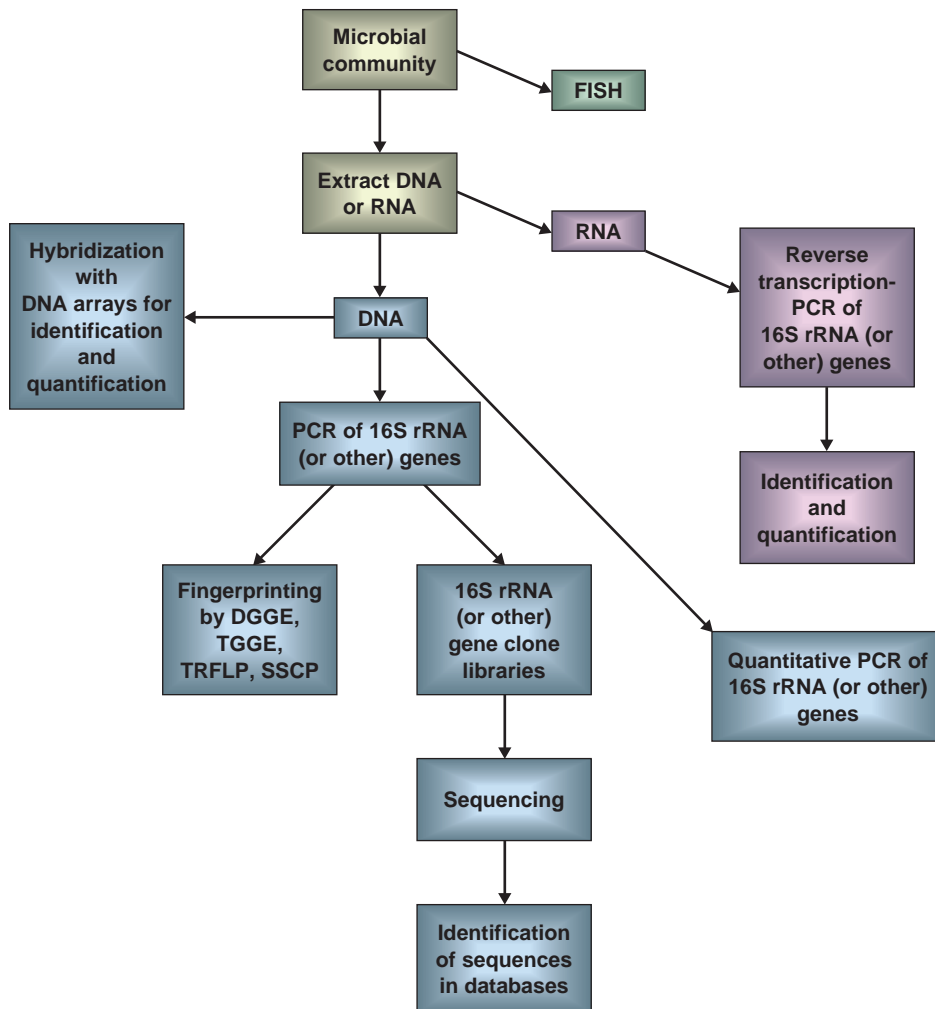 Microbial
community
FISH
Extract DNA
or RNA
RNA
Hybridization
with
DNA arrays for
identification
and
quantification
Reverse
transcription-
PCR of
16S rRNA (or
other) genes
DNA
PCR of 16S rRNA
(or other) genes
Identification
and
quantification
Fingerprinting
by DGGE,
TGGE,
TRFLP, SSCP
16S rRNA
(or other)
gene clone
libraries
Quantitative PCR of
16S rRNA (or other)
genes
Sequencing
Identification
of sequences
in databases